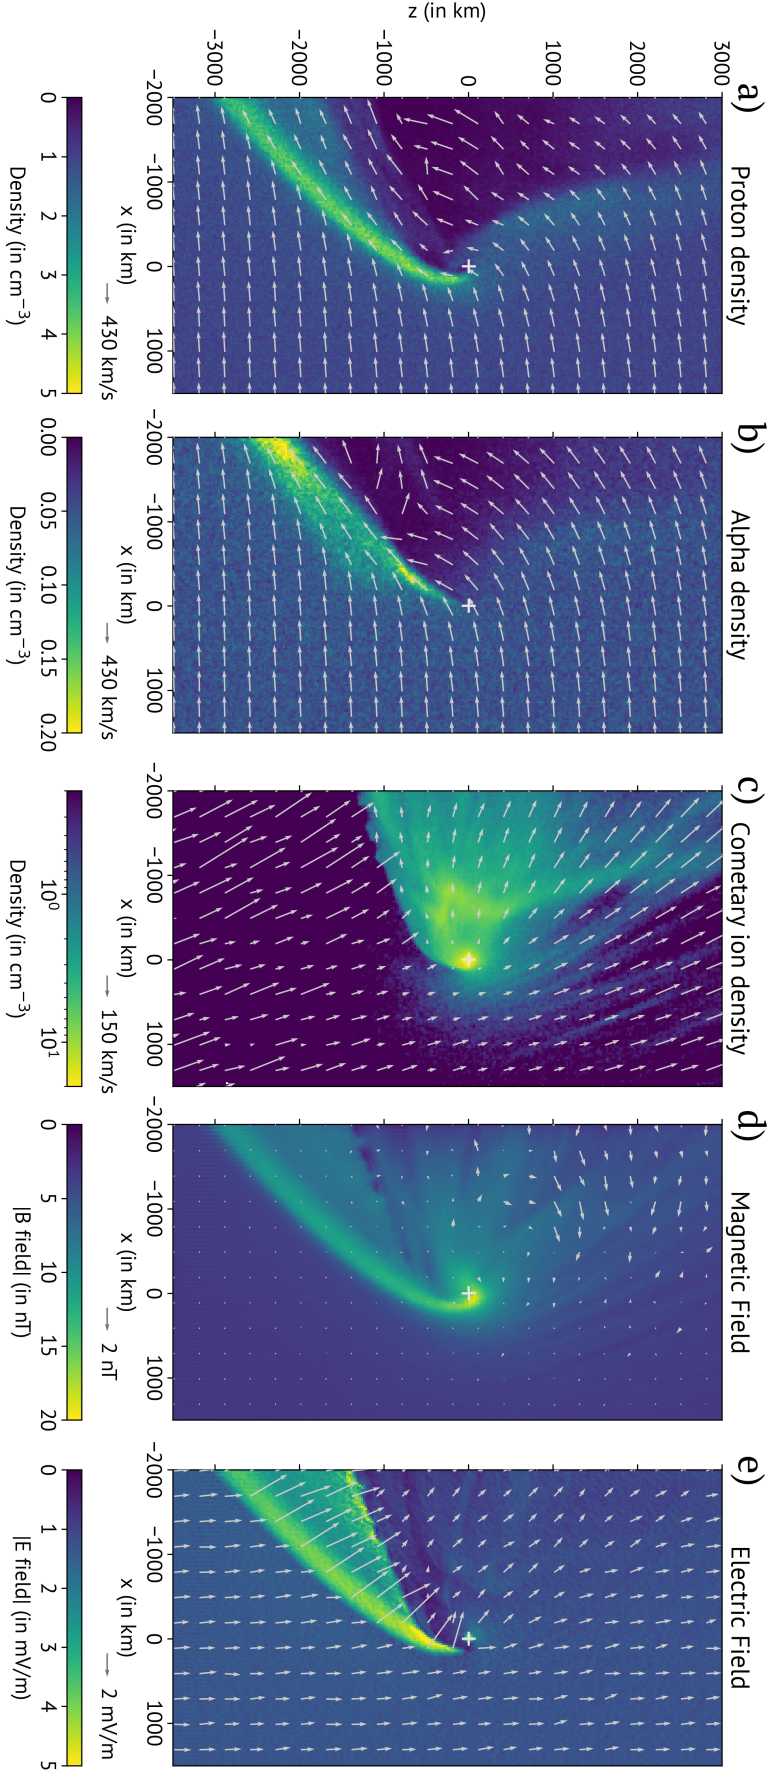 a) Proton density
b) Alpha density
c) Cometary ion density
d) Magnetic Field
e) Electric Field
z (in km)
3000
2000
1000
0
−1000
−2000
−3000
−2000 −1000 0 1000
−2000 −1000 0 1000
−2000 −1000 0 1000
−2000 −1000 0 1000
−2000 −1000 0 1000
x (in km)
x (in km)
x (in km)
x (in km)
x (in km)
430 km/s
430 km/s
150 km/s
2 nT
2 mV/m
0 1 2 3 4 5
0.00 0.05 0.10 0.15 0.20
10⁰ 10¹
0 5 10 15 20
0 1 2 3 4 5
Density (in cm⁻³)
Density (in cm⁻³)
Density (in cm⁻³)
|B field| (in nT)
|E field| (in mV/m)